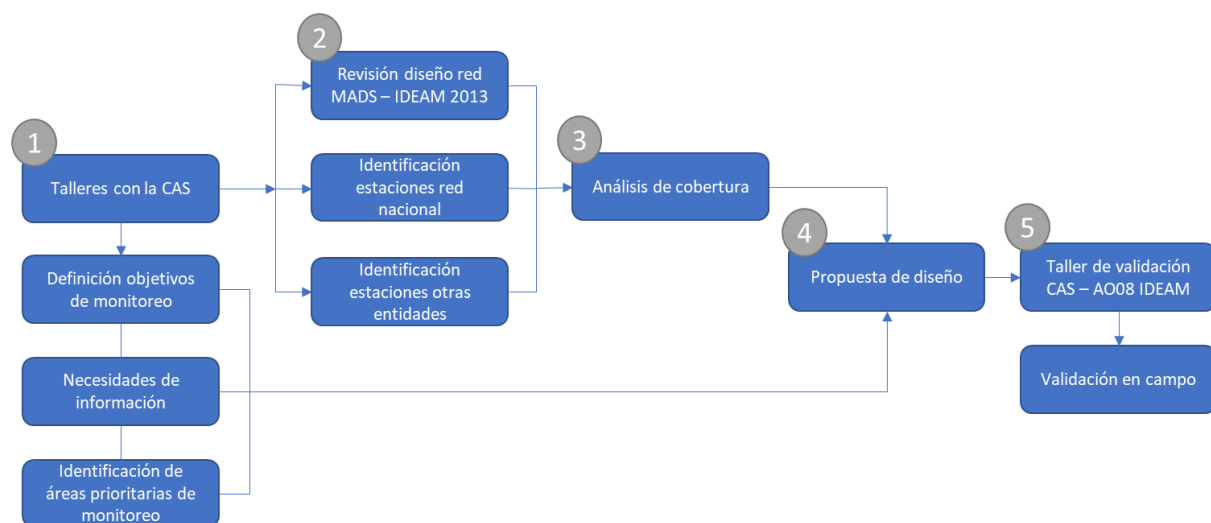 1
Talleres con la CAS
Definición objetivos
de monitoreo
Necesidades de
información
Identificación de
áreas prioritarias de
monitoreo
2
Revisión diseño red
MADS – IDEAM 2013
Identificación
estaciones red
nacional
Identificación
estaciones otras
entidades
3
Análisis de cobertura
4
Propuesta de diseño
5
Taller de validación
CAS – AO08 IDEAM
Validación en campo